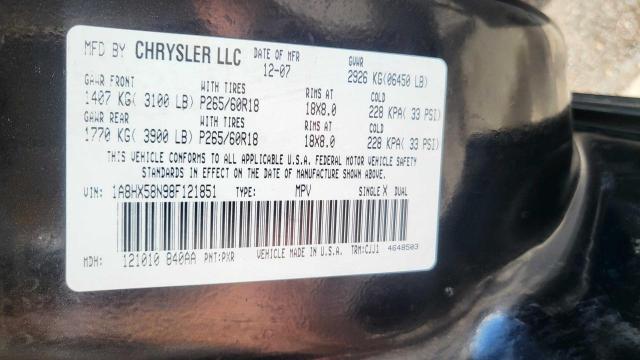 MFD BY CHRYSLER LLC DATE OF MFR GVWR
12-07 2926 KG(06450 LB)
GAWR FRONT WITH TIRES RIMS AT COLD
1407 KG( 3100 LB) P265/60R18 18X8.0 228 KPA( 33 PSI)
GAWR REAR WITH TIRES RIMS AT COLD
1770 KG( 3900 LB) P265/60R18 18X8.0 228 KPA( 33 PSI)
THIS VEHICLE CONFORMS TO ALL APPLICABLE U.S.A. FEDERAL MOTOR VEHICLE SAFETY
STANDARDS IN EFFECT ON THE DATE OF MANUFACTURE SHOWN ABOVE.
VIN: 1A8HX58N98F121851 TYPE: MPV SINGLE X DUAL
MDH: 121010 840AA PNT:PXR VEHICLE MADE IN U.S.A. TRM:CJJ1 4648503